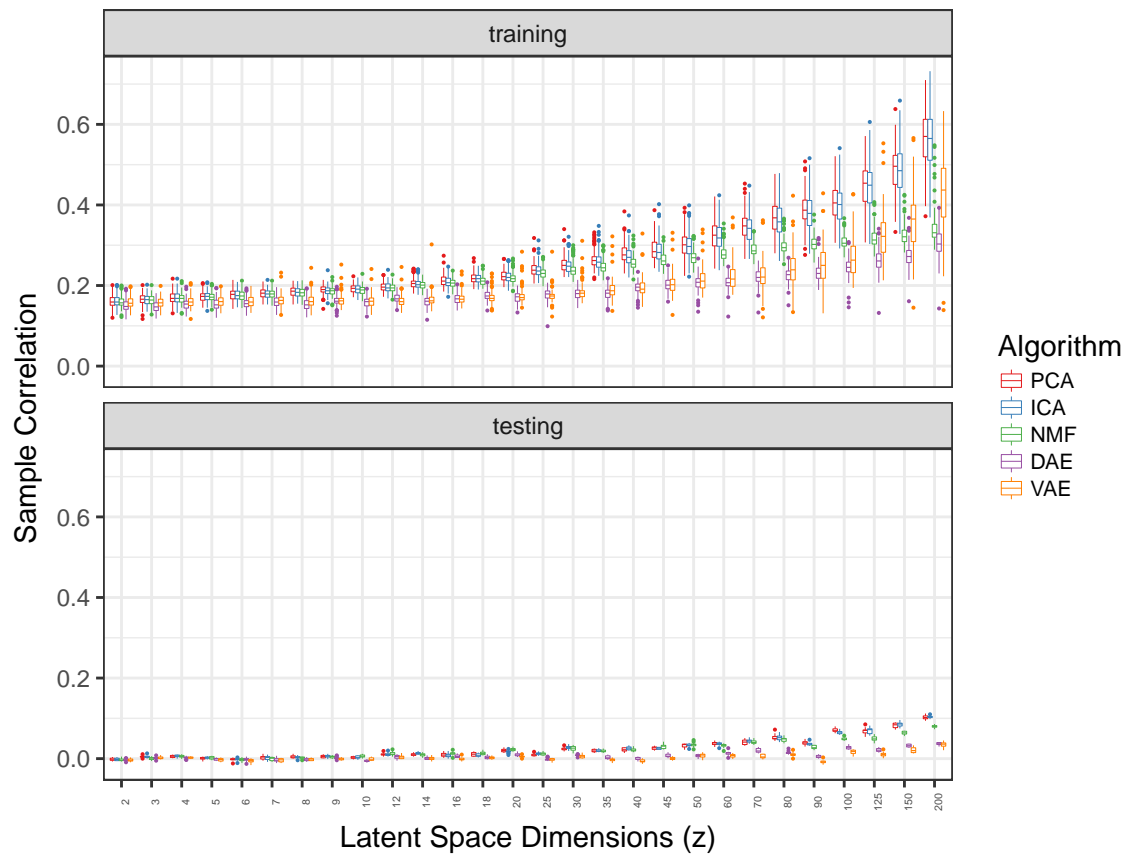 training
0.6
0.4
0.2
0.0
testing
0.6
0.4
0.2
0.0
Sample Correlation
2 3 4 5 6 7 8 9 10 12 14 16 18 20 25 30 35 40 45 50 60 70 80 90 100 125 150 200
Latent Space Dimensions (z)
Algorithm
PCA
ICA
NMF
DAE
VAE